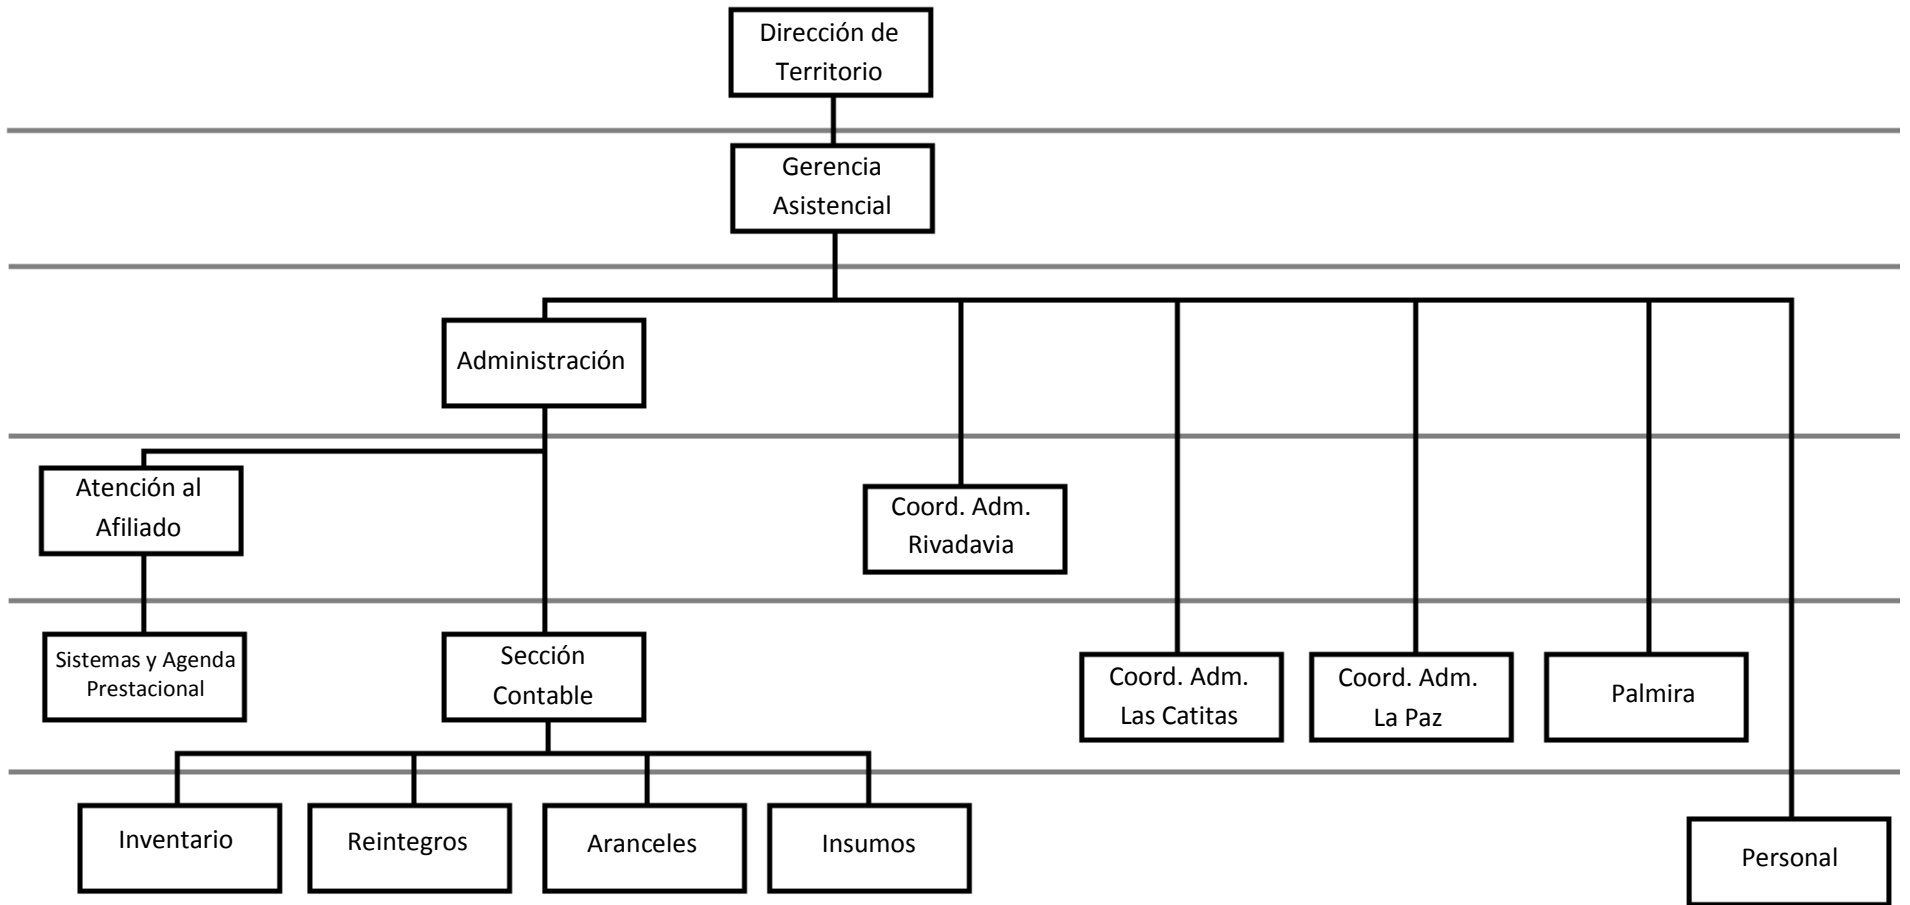 Dirección de
Territorio
Gerencia
Asistencial
Administración
Atención al
Afiliado
Coord. Adm.
Rivadavia
Sistemas y Agenda
Prestacional
Sección
Contable
Coord. Adm.
Las Catitas
Coord. Adm.
La Paz
Palmira
Inventario
Reintegros
Aranceles
Insumos
Personal